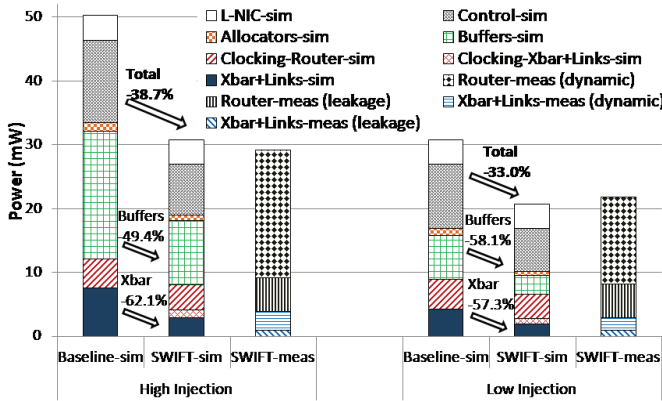 L-NIC-sim
Control-sim
Allocators-sim
Buffers-sim
Clocking-Router-sim
Clocking-Xbar+Links-sim
Xbar+Links-sim
Router-meas (dynamic)
Router-meas (leakage)
Xbar+Links-meas (dynamic)
Xbar+Links-meas (leakage)
Power (mW)
50
40
30
20
10
0
Total
-38.7%
Buffers
-49.4%
Xbar
-62.1%
Total
-33.0%
Buffers
-58.1%
Xbar
-57.3%
Baseline-sim
SWIFT-sim
SWIFT-meas
Baseline-sim
SWIFT-sim
SWIFT-meas
High Injection
Low Injection